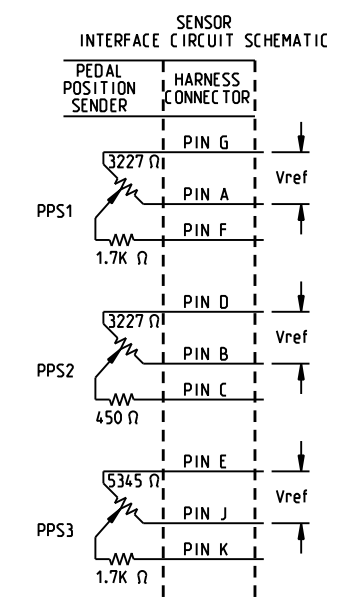 SENSOR
INTERFACE CIRCUIT SCHEMATIC
PEDAL
POSITION
SENDER
HARNESS
CONNECTOR
PIN G
3227 Ω
Vref
PIN A
PPS1
PIN F
1.7K Ω
PIN D
3227 Ω
Vref
PIN B
PPS2
PIN C
450 Ω
PIN E
5345 Ω
Vref
PIN J
PPS3
PIN K
1.7K Ω